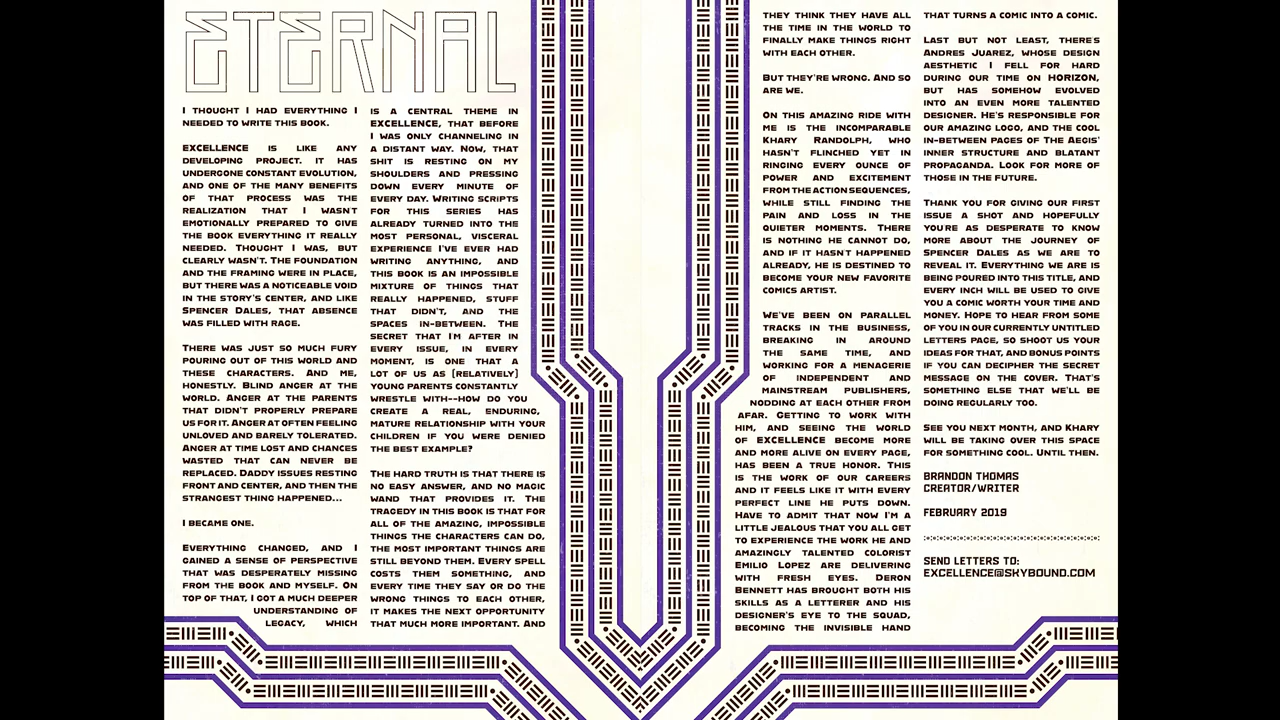 ETERNAL
I THOUGHT I HAD EVERYTHING I
NEEDED TO WRITE THIS BOOK.
EXCELLENCE IS LIKE ANY
DEVELOPING PROJECT. IT HAS
UNDERGONE CONSTANT EVOLUTION,
AND ONE OF THE MANY BENEFITS
OF THAT PROCESS WAS THE
REALIZATION THAT I WASN'T
EMOTIONALLY PREPARED TO GIVE
THE BOOK EVERYTHING IT REALLY
NEEDED. THOUGHT I WAS, BUT
CLEARLY WASN'T. THE FOUNDATION
AND THE FRAMING WERE IN PLACE,
BUT THERE WAS A NOTICEABLE VOID
IN THE STORY'S CENTER, AND LIKE
SPENCER DALES, THAT ABSENCE
WAS FILLED WITH RAGE.
THERE WAS JUST SO MUCH FURY
POURING OUT OF THIS WORLD AND
THESE CHARACTERS. AND ME,
HONESTLY. BLIND ANGER AT THE
WORLD. ANGER AT THE PARENTS
THAT DIDN'T PROPERLY PREPARE
US FOR IT. ANGER AT OFTEN FEELING
UNLOVED AND BARELY TOLERATED.
ANGER AT TIME LOST AND CHANCES
WASTED THAT CAN NEVER BE
REPLACED. DADDY ISSUES RESTING
FRONT AND CENTER, AND THEN THE
STRANGEST THING HAPPENED...
I BECAME ONE.
EVERYTHING CHANGED, AND I
GAINED A SENSE OF PERSPECTIVE
THAT WAS DESPERATELY MISSING
FROM THE BOOK AND MYSELF. ON
TOP OF THAT, I GOT A MUCH DEEPER
UNDERSTANDING OF
LEGACY, WHICH
IS A CENTRAL THEME IN
EXCELLENCE, THAT BEFORE
I WAS ONLY CHANNELING IN
A DISTANT WAY. NOW, THAT
SHIT IS RESTING ON MY
SHOULDERS AND PRESSING
DOWN EVERY MINUTE OF
EVERY DAY. WRITING SCRIPTS
FOR THIS SERIES HAS
ALREADY TURNED INTO THE
MOST PERSONAL, VISCERAL
EXPERIENCE I'VE EVER HAD
WRITING ANYTHING, AND
THIS BOOK IS AN IMPOSSIBLE
MIXTURE OF THINGS THAT
REALLY HAPPENED, STUFF
THAT DIDN'T, AND THE
SPACES IN-BETWEEN. THE
SECRET THAT I'M AFTER IN
EVERY ISSUE, IN EVERY
MOMENT, IS ONE THAT A
LOT OF US AS (RELATIVELY)
YOUNG PARENTS CONSTANTLY
WRESTLE WITH--HOW DO YOU
CREATE A REAL, ENDURING,
MATURE RELATIONSHIP WITH YOUR
CHILDREN IF YOU WERE DENIED
THE BEST EXAMPLE?
THE HARD TRUTH IS THAT THERE IS
NO EASY ANSWER, AND NO MAGIC
WAND THAT PROVIDES IT. THE
TRAGEDY IN THIS BOOK IS THAT FOR
ALL OF THE AMAZING, IMPOSSIBLE
THINGS THE CHARACTERS CAN DO,
THE MOST IMPORTANT THINGS ARE
STILL BEYOND THEM. EVERY SPELL
COSTS THEM SOMETHING, AND
EVERY TIME THEY SAY OR DO THE
WRONG THINGS TO EACH OTHER,
IT MAKES THE NEXT OPPORTUNITY
THAT MUCH MORE IMPORTANT. AND
THEY THINK THEY HAVE ALL
THE TIME IN THE WORLD TO
FINALLY MAKE THINGS RIGHT
WITH EACH OTHER.
BUT THEY'RE WRONG. AND SO
ARE WE.
ON THIS AMAZING RIDE WITH
ME IS THE INCOMPARABLE
KHARY RANDOLPH, WHO
HASN'T FLINCHED YET IN
RINGING EVERY OUNCE OF
POWER AND EXCITEMENT
FROM THE ACTION SEQUENCES,
WHILE STILL FINDING THE
PAIN AND LOSS IN THE
QUIETER MOMENTS. THERE
IS NOTHING HE CANNOT DO,
AND IF IT HASN'T HAPPENED
ALREADY, HE IS DESTINED TO
BECOME YOUR NEW FAVORITE
COMICS ARTIST.
WE'VE BEEN ON PARALLEL
TRACKS IN THE BUSINESS,
BREAKING IN AROUND
THE SAME TIME, AND
WORKING FOR A MENAGERIE
OF INDEPENDENT AND
MAINSTREAM PUBLISHERS,
NODDING AT EACH OTHER FROM
AFAR. GETTING TO WORK WITH
HIM, AND SEEING THE WORLD
OF EXCELLENCE BECOME MORE
AND MORE ALIVE ON EVERY PAGE,
HAS BEEN A TRUE HONOR. THIS
IS THE WORK OF OUR CAREERS
AND IT FEELS LIKE IT WITH EVERY
PERFECT LINE HE PUTS DOWN.
HAVE TO ADMIT THAT NOW I'M A
LITTLE JEALOUS THAT YOU ALL GET
TO EXPERIENCE THE WORK HE AND
AMAZINGLY TALENTED COLORIST
EMILIO LOPEZ ARE DELIVERING
WITH FRESH EYES. DERON
BENNETT HAS BROUGHT BOTH HIS
SKILLS AS A LETTERER AND HIS
DESIGNER'S EYE TO THE SQUAD,
BECOMING THE INVISIBLE HAND
THAT TURNS A COMIC INTO A COMIC.
LAST BUT NOT LEAST, THERE'S
ANDRES JUAREZ, WHOSE DESIGN
AESTHETIC I FELL FOR HARD
DURING OUR TIME ON HORIZON,
BUT HAS SOMEHOW EVOLVED
INTO AN EVEN MORE TALENTED
DESIGNER. HE'S RESPONSIBLE FOR
OUR AMAZING LOGO, AND THE COOL
IN-BETWEEN PAGES OF THE AEGIS'
INNER STRUCTURE AND BLATANT
PROPAGANDA. LOOK FOR MORE OF
THOSE IN THE FUTURE.
THANK YOU FOR GIVING OUR FIRST
ISSUE A SHOT AND HOPEFULLY
YOU'RE AS DESPERATE TO KNOW
MORE ABOUT THE JOURNEY OF
SPENCER DALES AS WE ARE TO
REVEAL IT. EVERYTHING WE ARE IS
BEING POURED INTO THIS TITLE, AND
EVERY INCH WILL BE USED TO GIVE
YOU A COMIC WORTH YOUR TIME AND
MONEY. HOPE TO HEAR FROM SOME
OF YOU IN OUR CURRENTLY UNTITLED
LETTERS PAGE, SO SHOOT US YOUR
IDEAS FOR THAT, AND BONUS POINTS
IF YOU CAN DECIPHER THE SECRET
MESSAGE ON THE COVER. THAT'S
SOMETHING ELSE THAT WE'LL BE
DOING REGULARLY TOO.
SEE YOU NEXT MONTH, AND KHARY
WILL BE TAKING OVER THIS SPACE
FOR SOMETHING COOL. UNTIL THEN.
BRANDON THOMAS
CREATOR/WRITER
FEBRUARY 2019
SEND LETTERS TO:
EXCELLENCE@SKYBOUND.COM